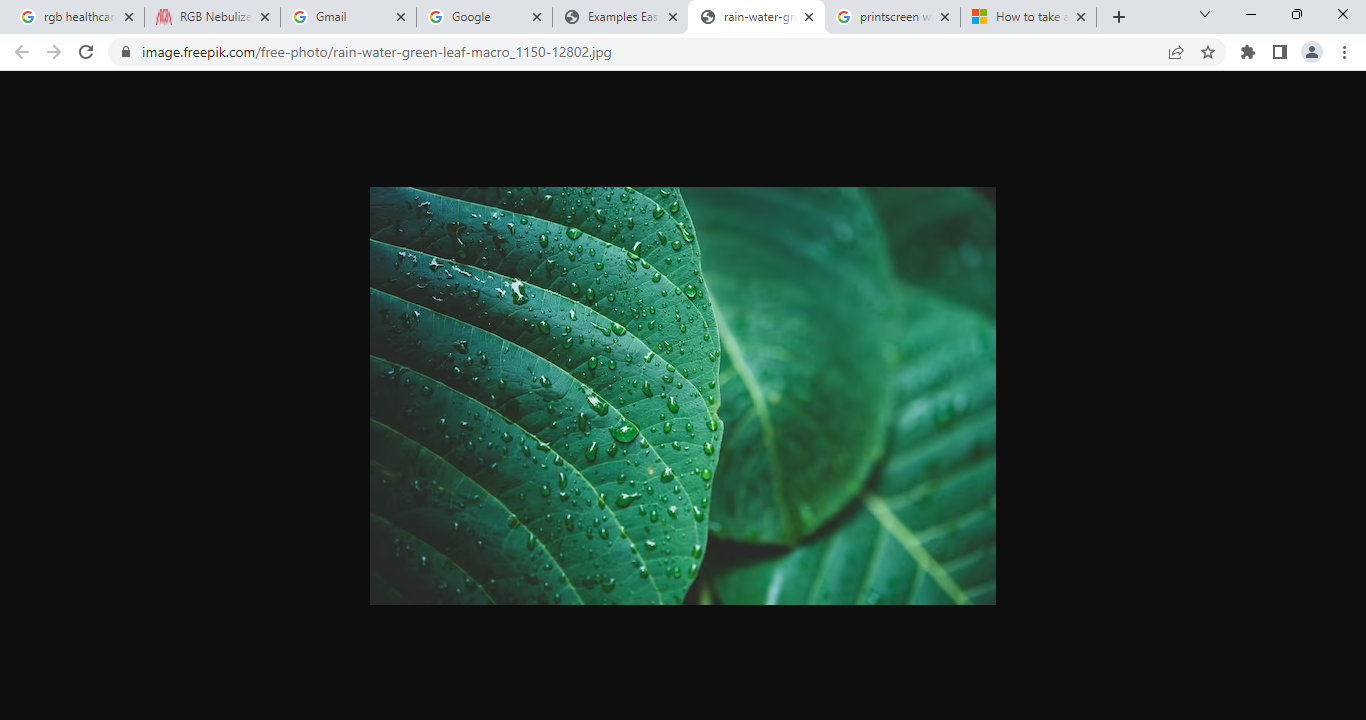 rgb healthcar
RGB Nebulize
Gmail
Google
Examples Eas
rain-water-gr
printscreen w
How to take a
image.freepik.com/free-photo/rain-water-green-leaf-macro_1150-12802.jpg